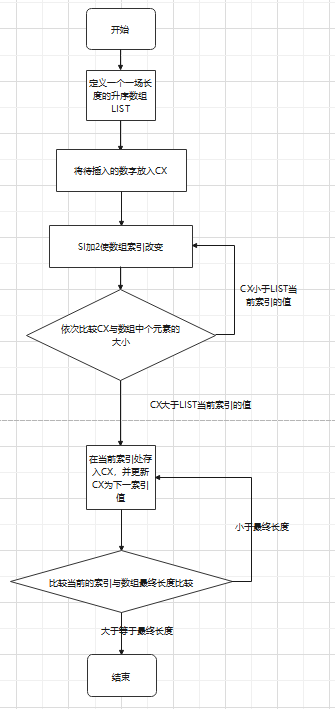 开始
定义一个一场长
度的升序数组
LIST
将待插入的数字放入CX
SI加2使数组索引改变
CX小于LIST当
前索引的值
依次比较CX与数组中个元素的
大小
CX大于LIST当前索引的值
在当前索引处存
入CX，并更新
CX为下一索引
值
小于最终长度
比较当前的索引与数组最终长度比较
大于等于最终长度
结束